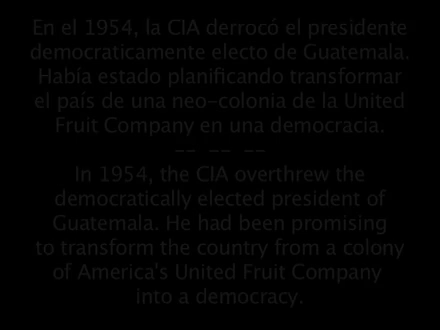 En el 1954, la CIA derrocó el presidente
democraticamente electo de Guatemala.
Había estado planificando transformar
el país de una neo-colonia de la United
Fruit Company en una democracia.
-- -- --
In 1954, the CIA overthrew the
democratically elected president of
Guatemala. He had been promising
to transform the country from a colony
of America's United Fruit Company
into a democracy.